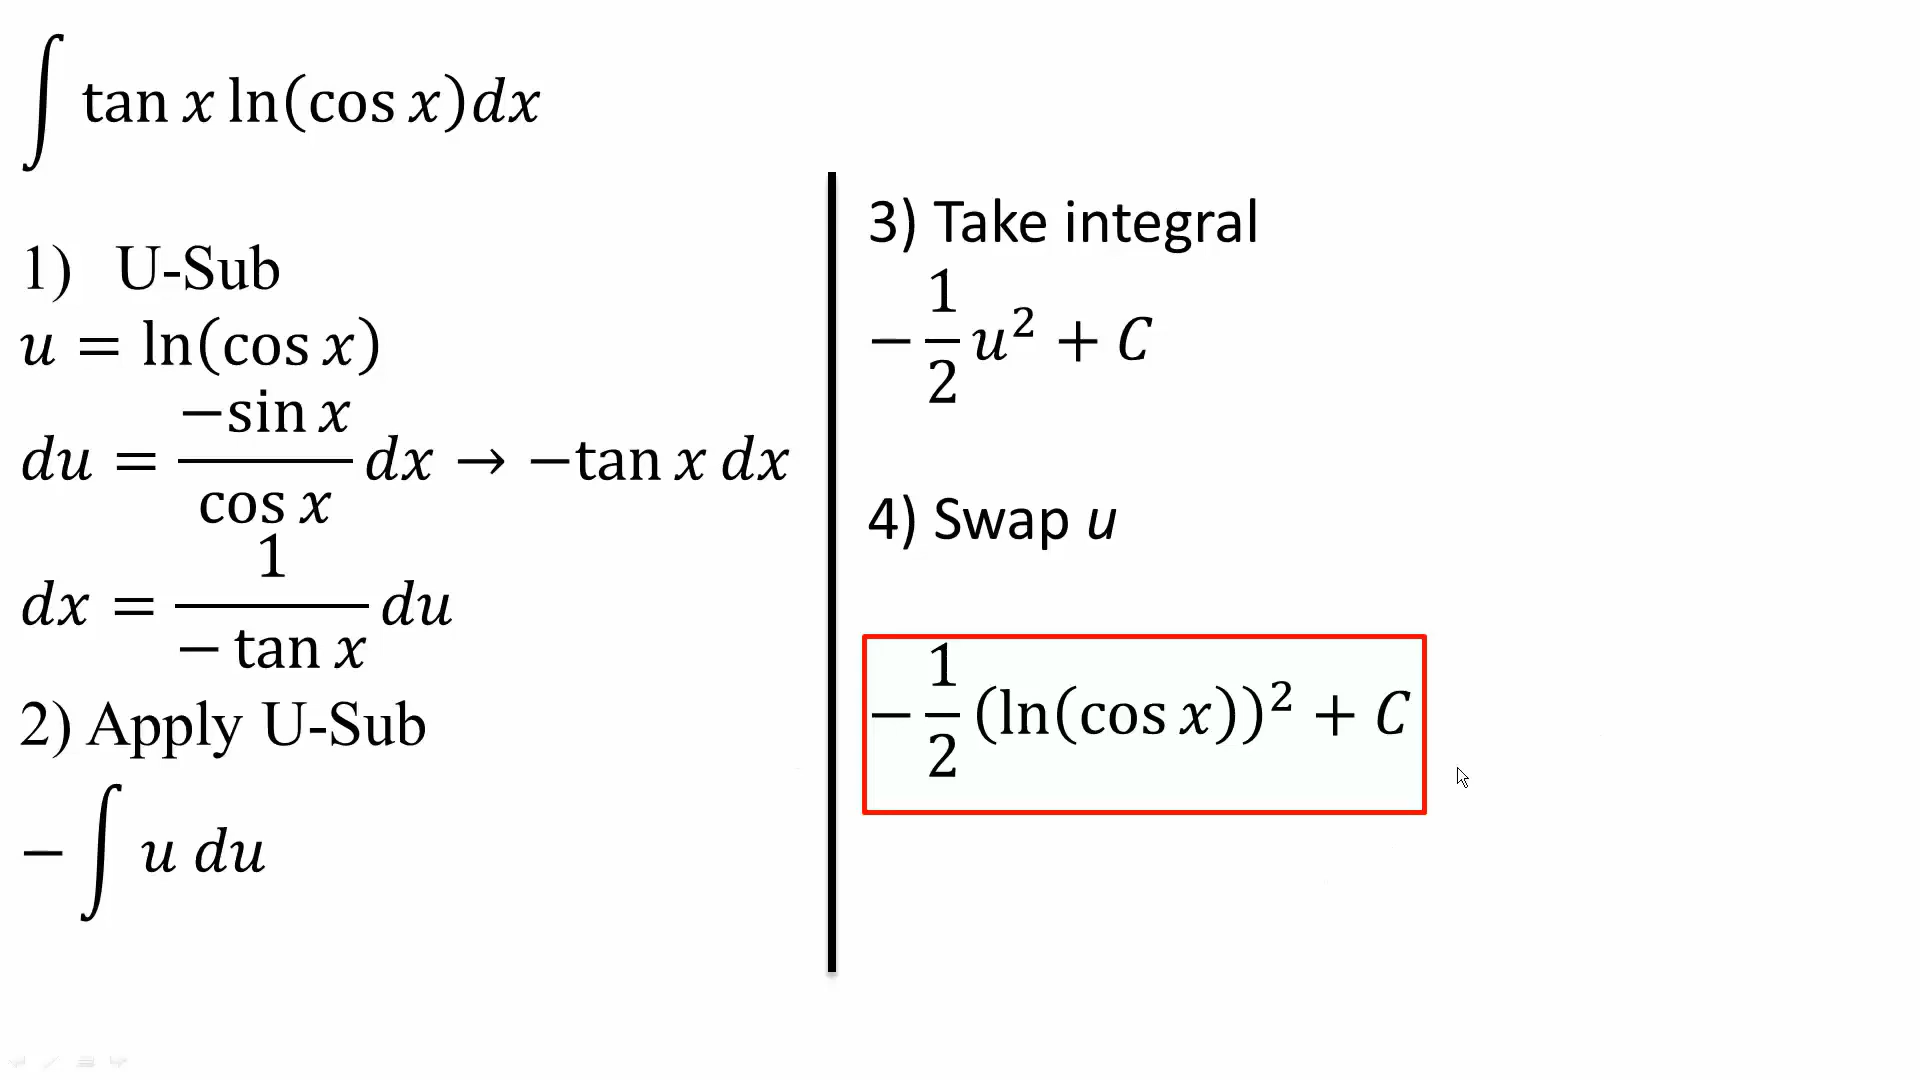 ∫ tan x ln(cos x)dx
1) U-Sub
u = ln(cos x)
du = −sin x / cos x dx → −tan x dx
dx = 1 / − tan x du
2) Apply U-Sub
− ∫ u du
3) Take integral
− 1/2 u² + C
4) Swap u
− 1/2 (ln(cos x))² + C